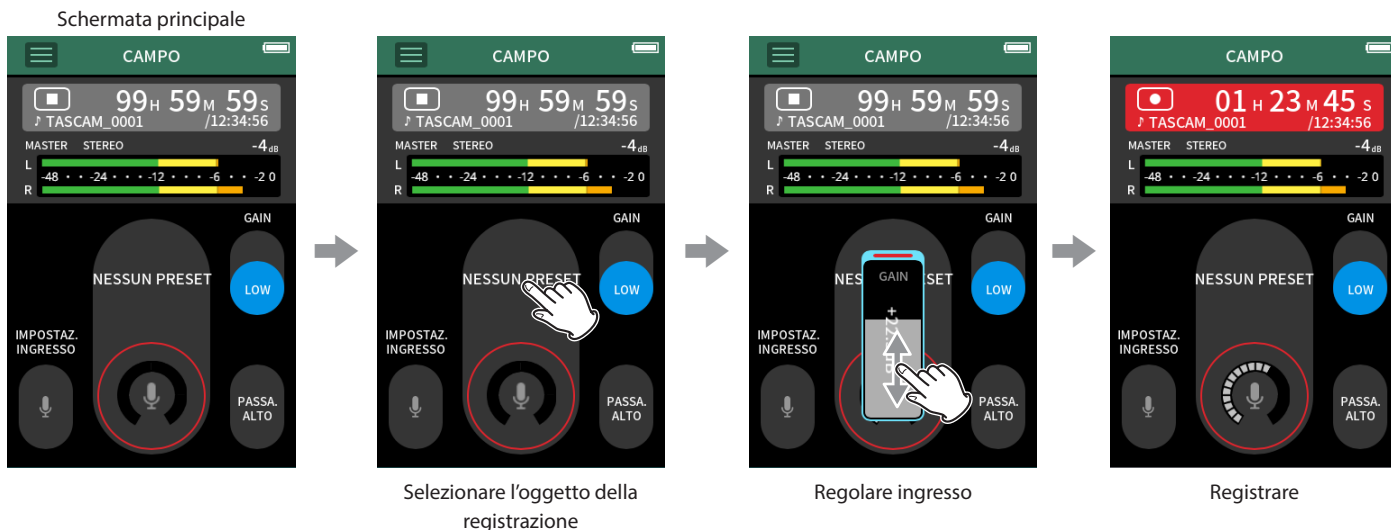 Schermata principale
CAMPO
99H 59M 59S
♪ TASCAM_0001 /12:34:56
MASTER STEREO -4dB
L
-48 · · -24 · · · -12 · · · -6 · · -2 0
R
GAIN
NESSUN PRESET
LOW
IMPOSTAZ.
INGRESSO
PASSA.
ALTO
CAMPO
99H 59M 59S
♪ TASCAM_0001 /12:34:56
MASTER STEREO -4dB
L
-48 · · -24 · · · -12 · · · -6 · · -2 0
R
GAIN
NESSUN PRESET
LOW
IMPOSTAZ.
INGRESSO
PASSA.
ALTO
Selezionare l’oggetto della
registrazione
CAMPO
99H 59M 59S
♪ TASCAM_0001 /12:34:56
MASTER STEREO -4dB
L
-48 · · -24 · · · -12 · · · -6 · · -2 0
R
GAIN
NES GAIN SET
LOW
IMPOSTAZ.
INGRESSO
PASSA.
ALTO
Regolare ingresso
CAMPO
01 H 23 M 45 S
♪ TASCAM_0001 /12:34:56
MASTER STEREO -4dB
L
-48 · · -24 · · · -12 · · · -6 · · -2 0
R
GAIN
NESSUN PRESET
LOW
IMPOSTAZ.
INGRESSO
PASSA.
ALTO
Registrare